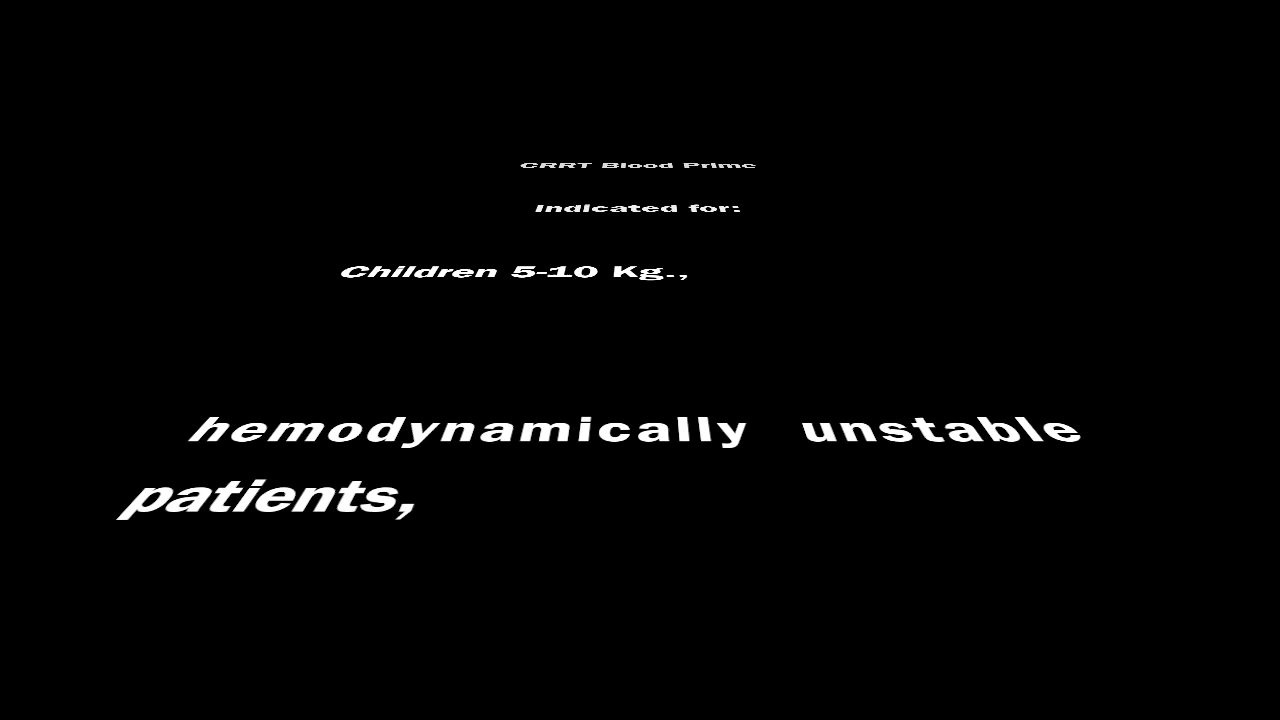 CRRT Blood Prime
Indicated for:
Children 5-10 Kg.,
hemodynamically unstable
patients,